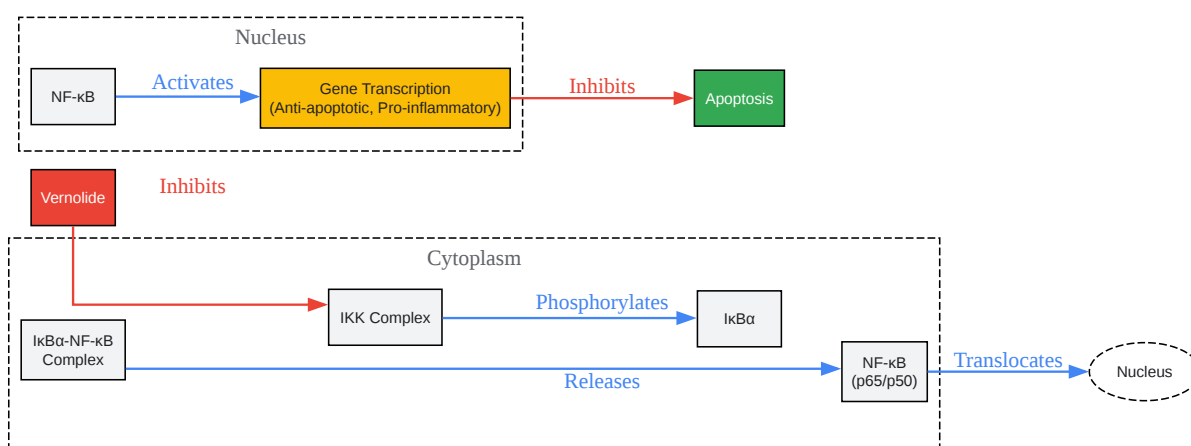 Nucleus
NF-κB
Activates
Gene Transcription
(Anti-apoptotic, Pro-inflammatory)
Inhibits
Apoptosis
Vernolide
Inhibits
Cytoplasm
IKK Complex
Phosphorylates
IκBα
IκBα-NF-κB
Complex
Releases
NF-κB
(p65/p50)
Translocates
Nucleus